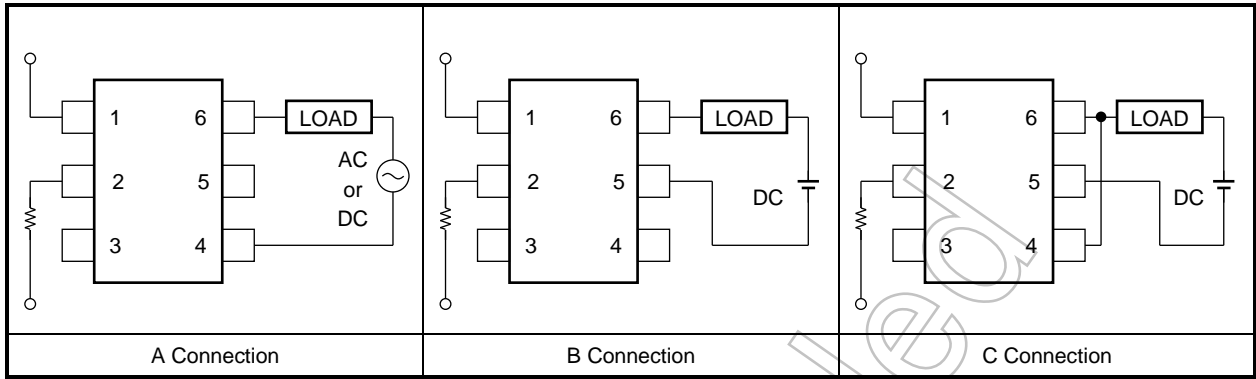 1 6 LOAD
AC
2 5 or
DC
3 4
A Connection
1 6 LOAD
2 5 DC
3 4
B Connection
1 6 LOAD
2 5 DC
3 4
C Connection